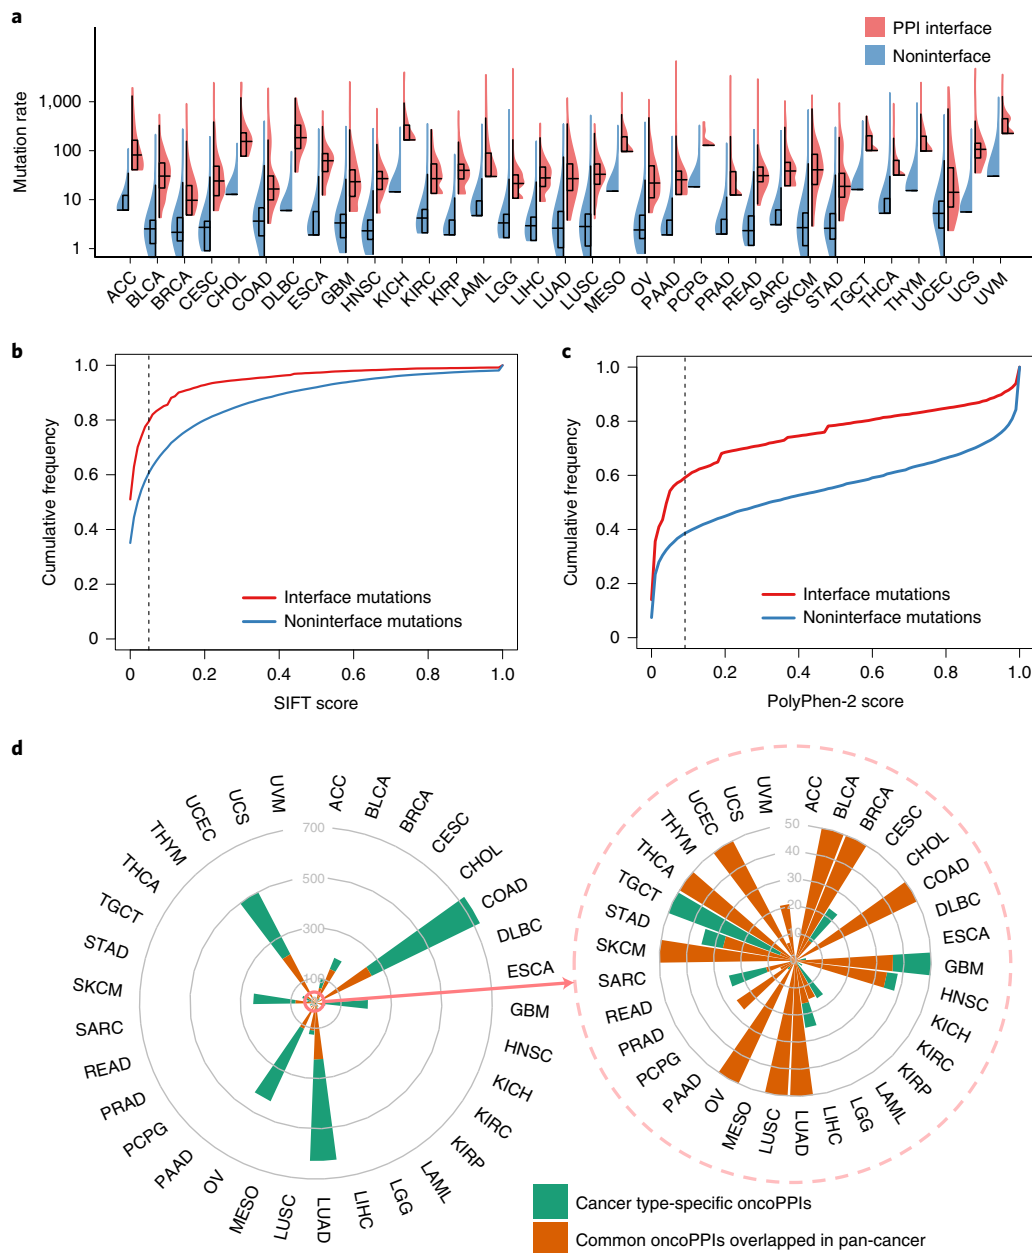 a
PPI interface
Noninterface
Mutation rate
1,000
100
10
1
ACC
BLCA
BRCA
CESC
CHOL
COAD
DLBC
ESCA
GBM
HNSC
KICH
KIRC
KIRP
LAML
LGG
LIHC
LUAD
LUSC
MESO
OV
PAAD
PCPG
PRAD
READ
SARC
SKCM
STAD
TGCT
THCA
THYM
UCEC
UCS
UVM
b
Cumulative frequency
1.0
0.8
0.6
0.4
0.2
0
Interface mutations
Noninterface mutations
0 0.2 0.4 0.6 0.8 1.0
SIFT score
c
Cumulative frequency
1.0
0.8
0.6
0.4
0.2
0
Interface mutations
Noninterface mutations
0 0.2 0.4 0.6 0.8 1.0
PolyPhen-2 score
d
700
500
300
100
ACC
BLCA
BRCA
CESC
CHOL
COAD
DLBC
ESCA
GBM
HNSC
KICH
KIRC
KIRP
LAML
LGG
LIHC
LUAD
LUSC
MESO
OV
PAAD
PCPG
PRAD
READ
SARC
SKCM
STAD
TGCT
THCA
THYM
UCEC
UCS
UVM
50
40
30
20
10
ACC
BLCA
BRCA
CESC
CHOL
COAD
DLBC
ESCA
GBM
HNSC
KICH
KIRC
KIRP
LAML
LGG
LIHC
LUAD
LUSC
MESO
OV
PAAD
PCPG
PRAD
READ
SARC
SKCM
STAD
TGCT
THCA
THYM
UCEC
UCS
UVM
Cancer type-specific oncoPPIs
Common oncoPPIs overlapped in pan-cancer